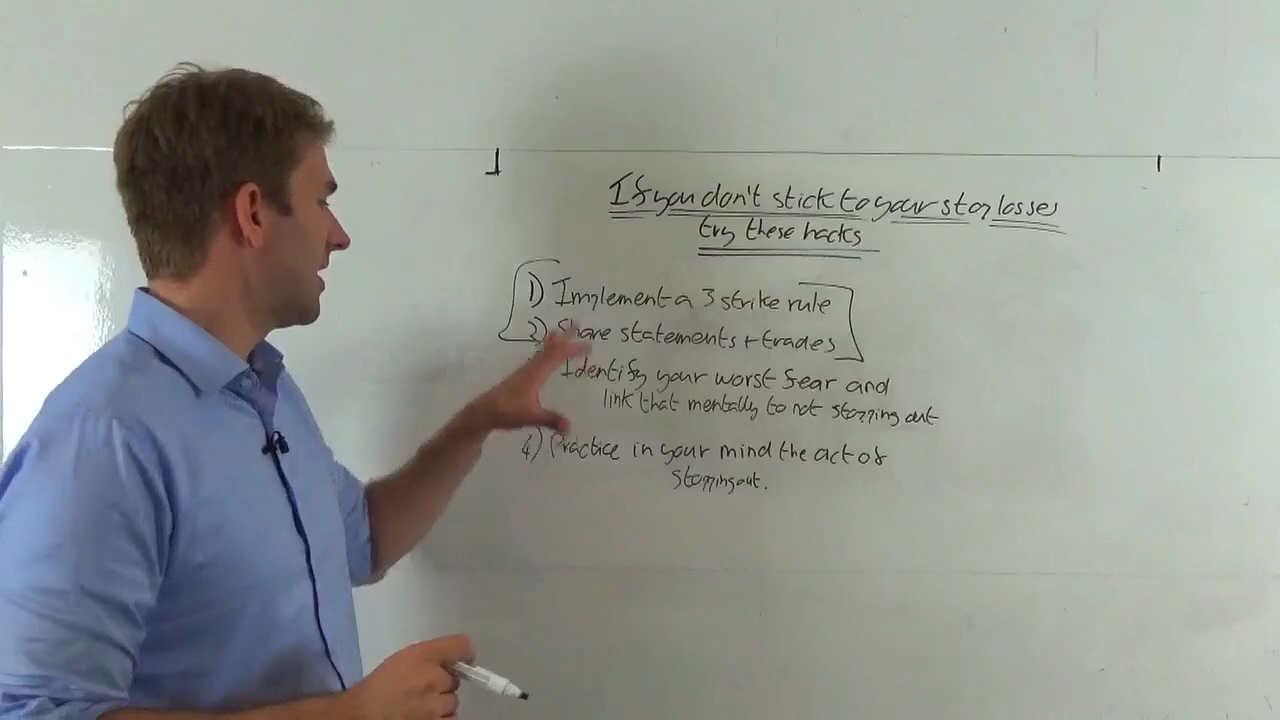 If you don't stick to your stop losses
try these hacks
1) Implement a 3 strike rule
2) Share statements + trades
Identify your worst fear and
link that mentally to not stopping out
4) Practice in your mind the act of
stopping out.